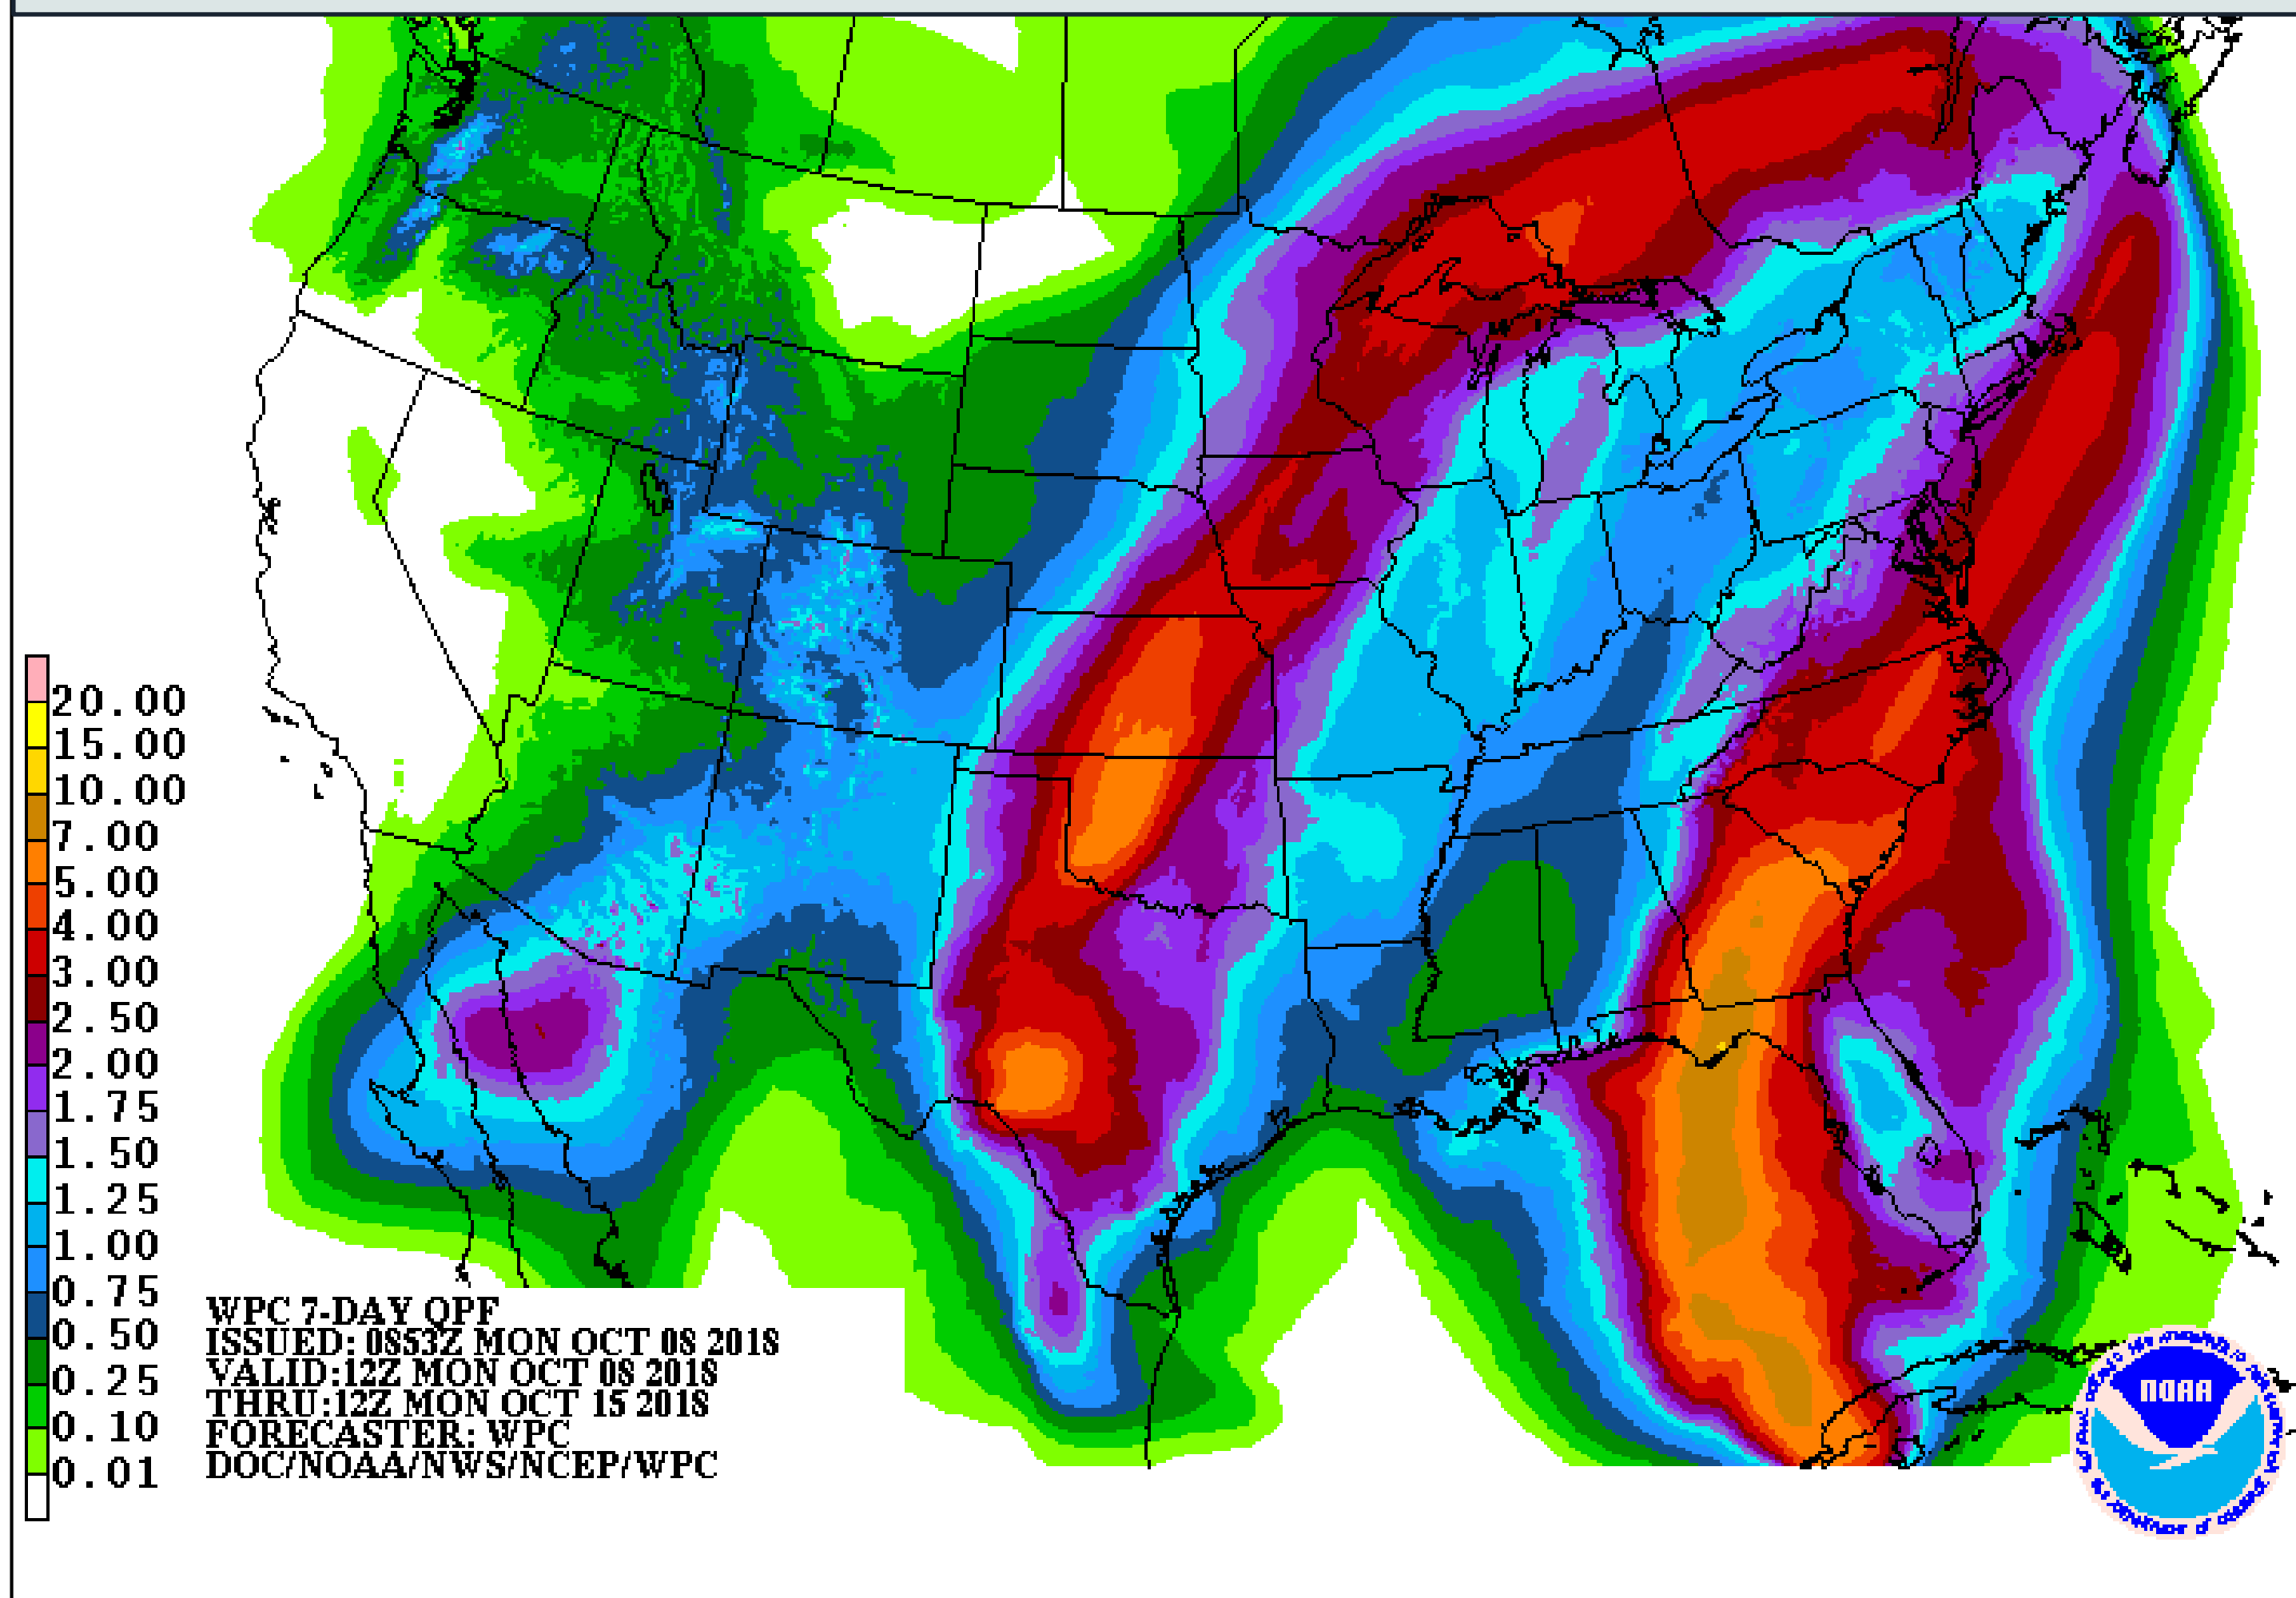 20.00
15.00
10.00
7.00
5.00
4.00
3.00
2.50
2.00
1.75
1.50
1.25
1.00
0.75
0.50
0.25
0.10
0.01
WPC 7-DAY QPF
ISSUED: 0853Z MON OCT 08 2018
VALID:12Z MON OCT 08 2018
THRU:12Z MON OCT 15 2018
FORECASTER: WPC
DOC/NOAA/NWS/NCEP/WPC
NOAA